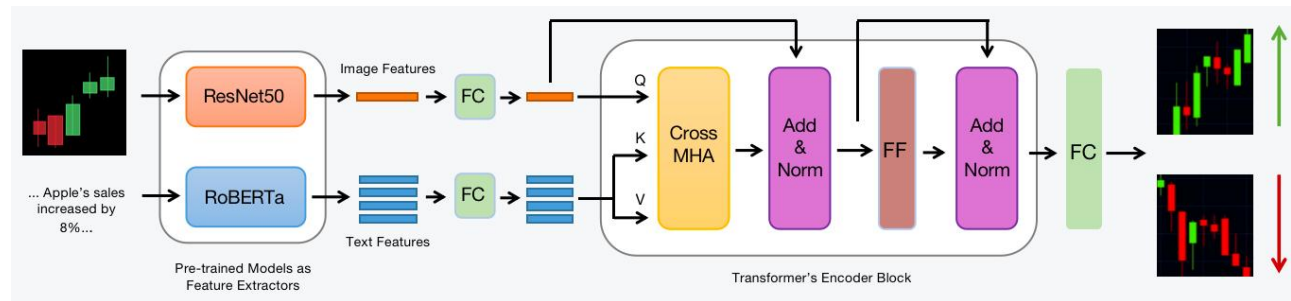 ... Apple's sales
increased by
8%...
ResNet50
RoBERTa
Pre-trained Models as
Feature Extractors
Image Features
Text Features
FC
FC
Q
K
V
Cross
MHA
Add
&
Norm
FF
Add
&
Norm
Transformer's Encoder Block
FC